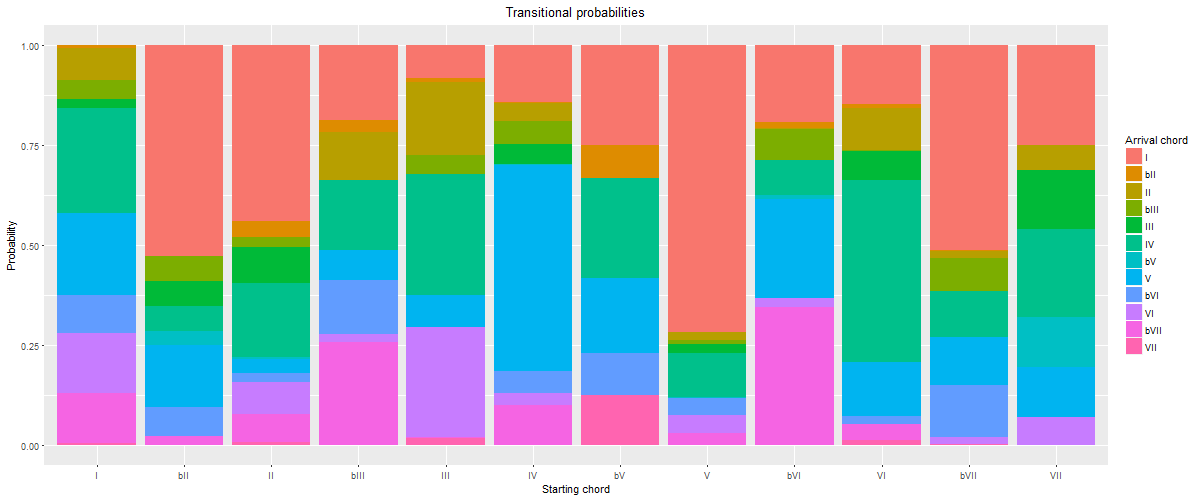 Transitional probabilities
Probability
1.00
0.75
0.50
0.25
0.00
I
bII
II
bIII
III
IV
bV
V
bVI
VI
bVII
VII
Starting chord
Arrival chord
I
bII
II
bIII
III
IV
bV
V
bVI
VI
bVII
VII